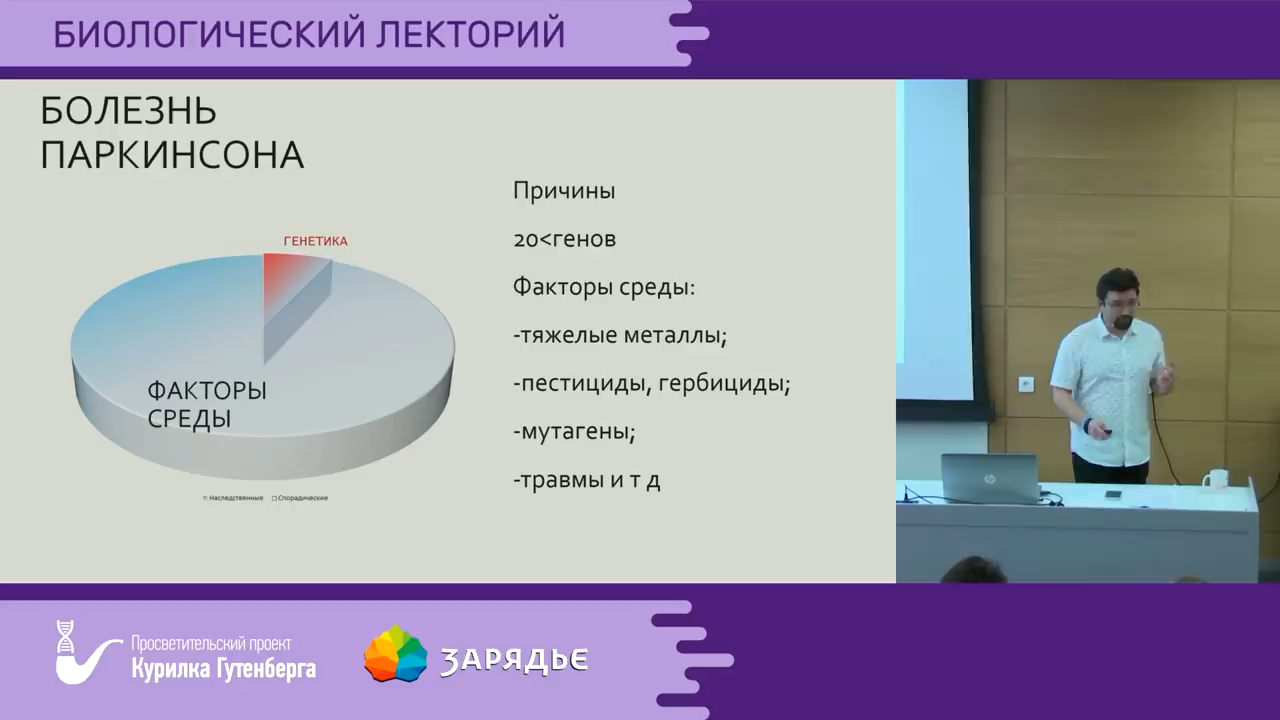 БИОЛОГИЧЕСКИЙ ЛЕКТОРИЙ
БОЛЕЗНЬ
ПАРКИНСОНА
ГЕНЕТИКА
ФАКТОРЫ
СРЕДЫ
Наследственные Спорадические
Причины
20<генов
Факторы среды:
-тяжелые металлы;
-пестициды, гербициды;
-мутагены;
-травмы и т д
hp
Просветительский проект
Курилка Гутенберга
ЗАРЯДЬЕ